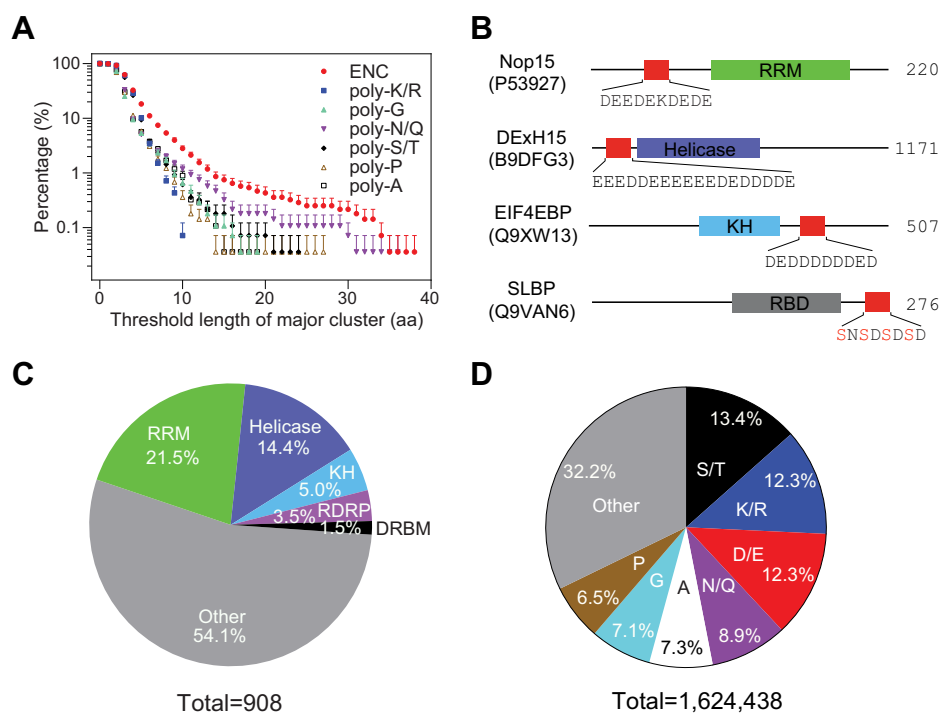 A
Percentage (%)
100
10
1
0.1
0
10
20
30
40
Threshold length of major cluster (aa)
ENC
poly-K/R
poly-G
poly-N/Q
poly-S/T
poly-P
poly-A
B
Nop15
(P53927)
RRM
220
DEEDEKDEDE
DExH15
(B9DFG3)
Helicase
1171
EEEDDEEEEEEDEDDDDE
EIF4EBP
(Q9XW13)
KH
507
DEDDDDDDED
SLBP
(Q9VAN6)
RBD
276
SNSDSDSD
C
RRM
21.5%
Helicase
14.4%
KH
5.0%
RDRP
3.5%
DRBM
1.5%
Other
54.1%
Total=908
D
13.4%
S/T
12.3%
K/R
D/E
12.3%
N/Q
8.9%
A
7.3%
G
7.1%
P
6.5%
32.2%
Other
Total=1,624,438